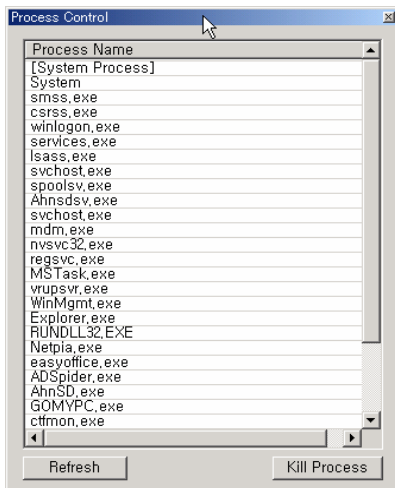 Process Control
Process Name
[System Process]
System
smss,exe
csrss,exe
winlogon,exe
services,exe
lsass,exe
svchost,exe
spoolsv,exe
Ahnsdsv,exe
svchost,exe
mdm,exe
nvsvc32,exe
regsvc,exe
MSTask,exe
vrupsvr,exe
WinMgmt,exe
Explorer,exe
RUNDLL32,EXE
Netpia,exe
easyoffice,exe
ADSpider,exe
AhnSD,exe
GOMYPC,exe
ctfmon,exe
Refresh Kill Process